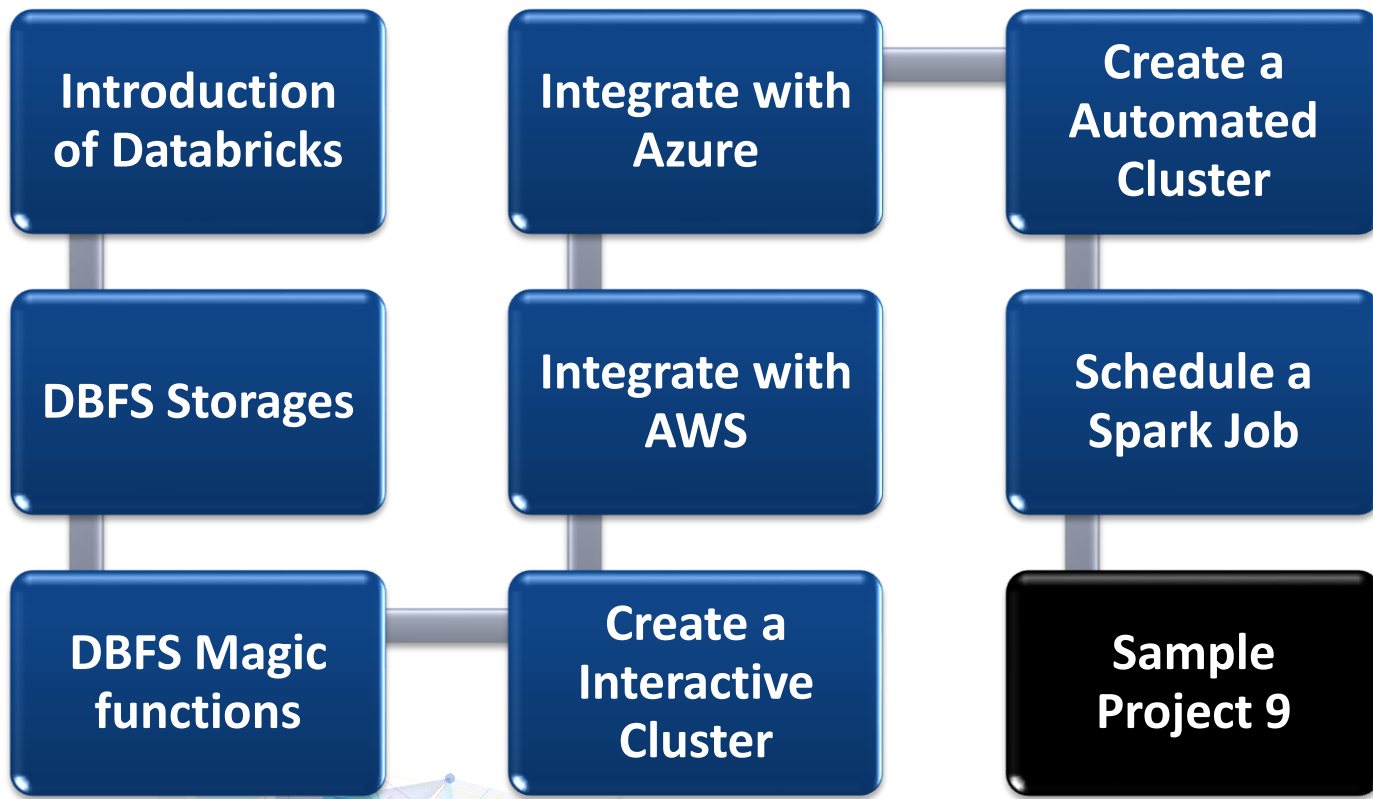 Introduction
of Databricks
DBFS Storages
DBFS Magic
functions
Create a
Interactive
Cluster
Integrate with
AWS
Integrate with
Azure
Create a
Automated
Cluster
Schedule a
Spark Job
Sample
Project 9